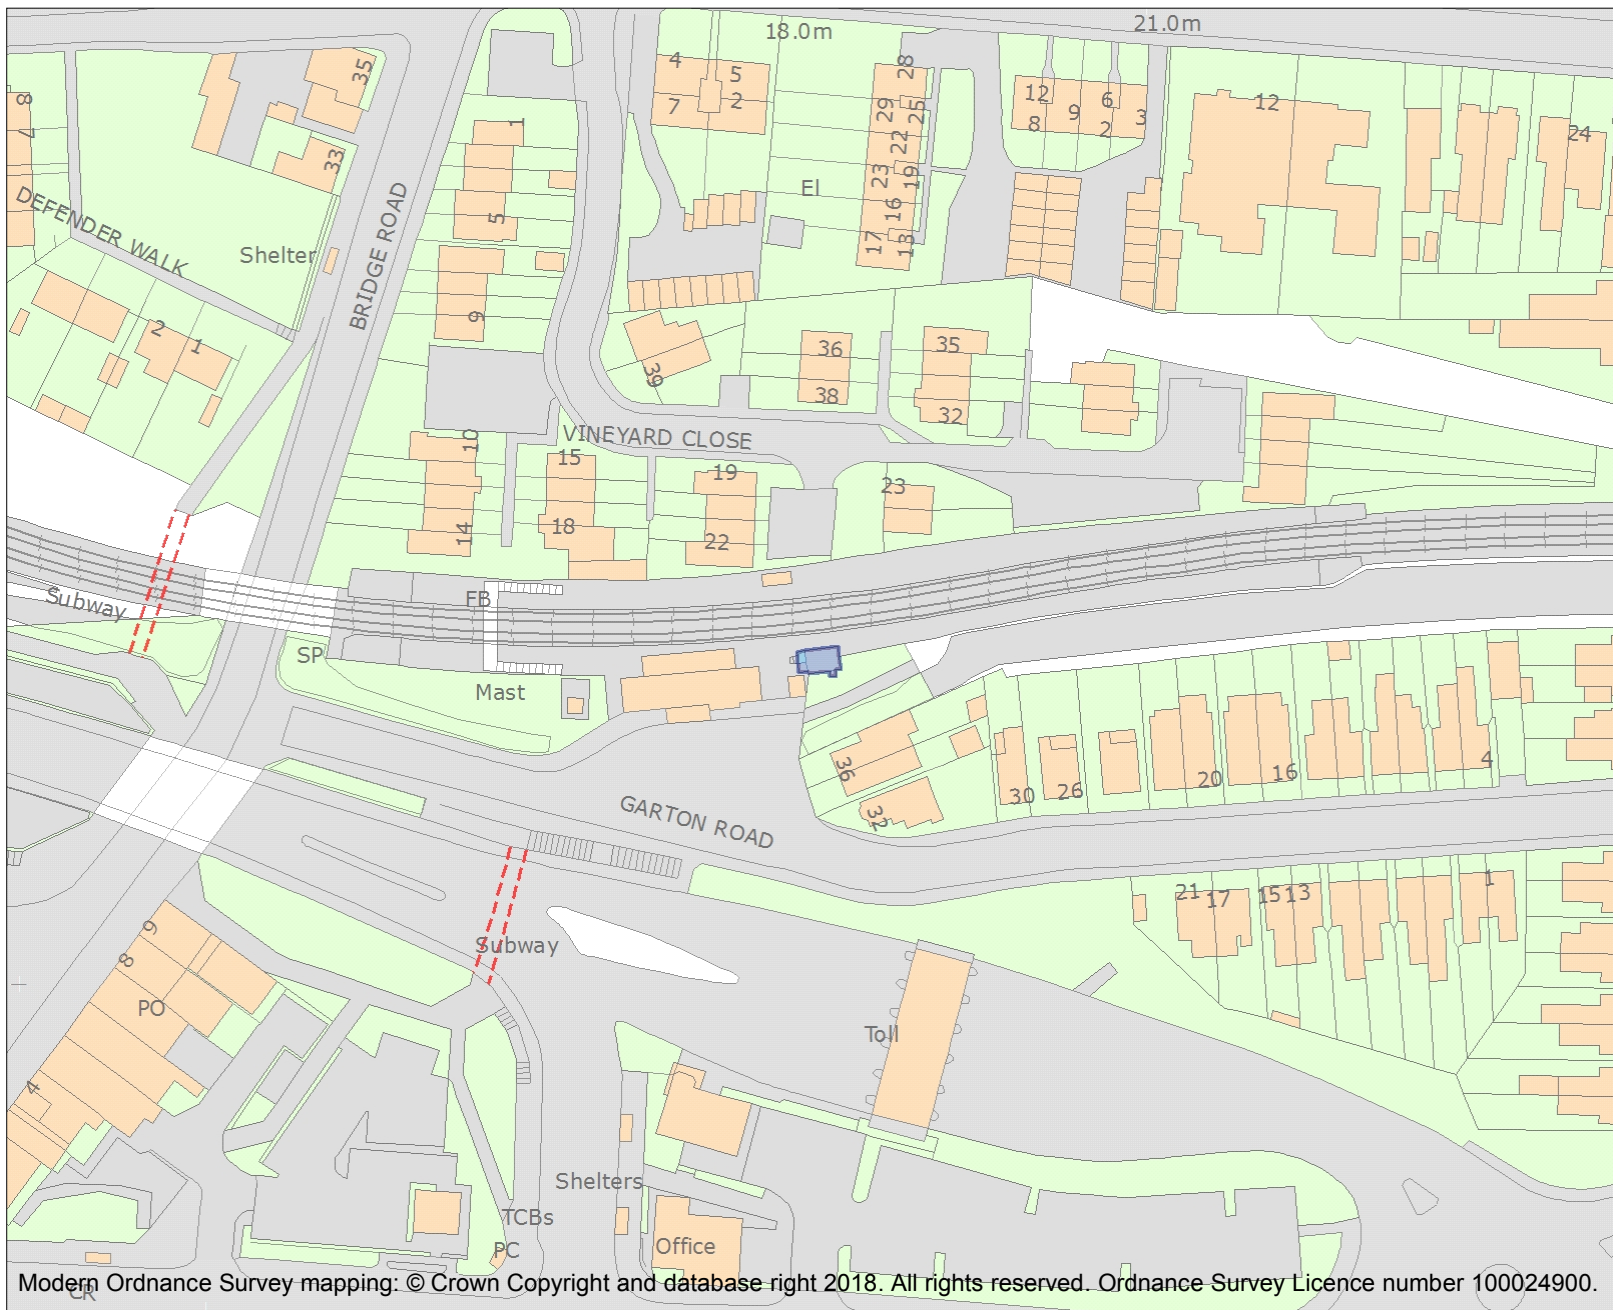 18.0m
21.0m
4
5
7
2
28
29
25
22
23
19
16
17
13
12
9
6
8
2
3
12
24
35
33
8
7
1
5
9
El
DEFENDER WALK
Shelter
BRIDGE ROAD
2
1
39
36
38
35
32
VINEYARD CLOSE
10
14
15
18
19
22
23
Subway
FB
SP
Mast
36
32
30
26
20
16
4
GARTON ROAD
21
17
15
13
1
Subway
9
8
PO
4
Toll
Shelters
TCBs
PC
Office
CR
Modern Ordnance Survey mapping: © Crown Copyright and database right 2018. All rights reserved. Ordnance Survey Licence number 100024900.